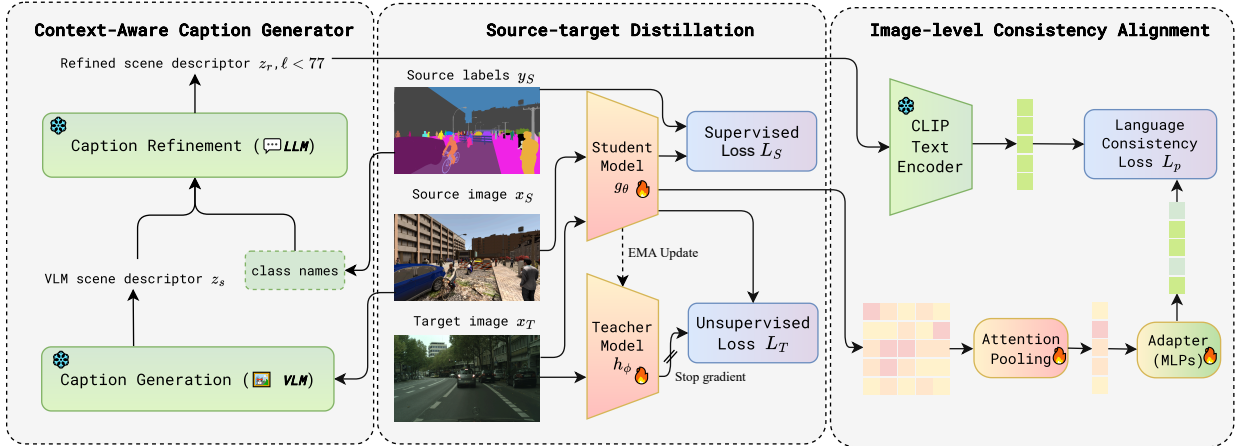 Context-Aware Caption Generator
Refined scene descriptor z_r, ℓ < 77
Caption Refinement (LLM)
class names
VLM scene descriptor z_s
Caption Generation ( VLM)
Source-target Distillation
Source labels y_S
Source image x_S
Target image x_T
Student
Model
g_θ
Supervised
Loss L_S
EMA Update
Teacher
Model
h_ϕ
Unsupervised
Loss L_T
Stop gradient
Image-level Consistency Alignment
CLIP
Text
Encoder
Language
Consistency
Loss L_p
Attention
Pooling
Adapter
(MLPs)